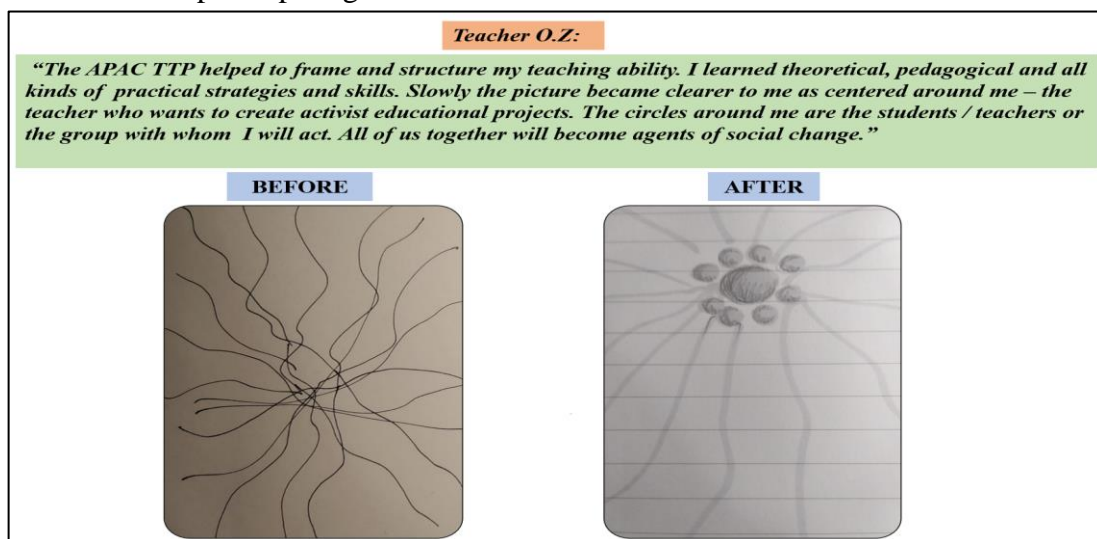 Teacher O.Z:
“The APAC TTP helped to frame and structure my teaching ability. I learned theoretical, pedagogical and all
kinds of practical strategies and skills. Slowly the picture became clearer to me as centered around me – the
teacher who wants to create activist educational projects. The circles around me are the students / teachers or
the group with whom I will act. All of us together will become agents of social change.”
BEFORE
AFTER